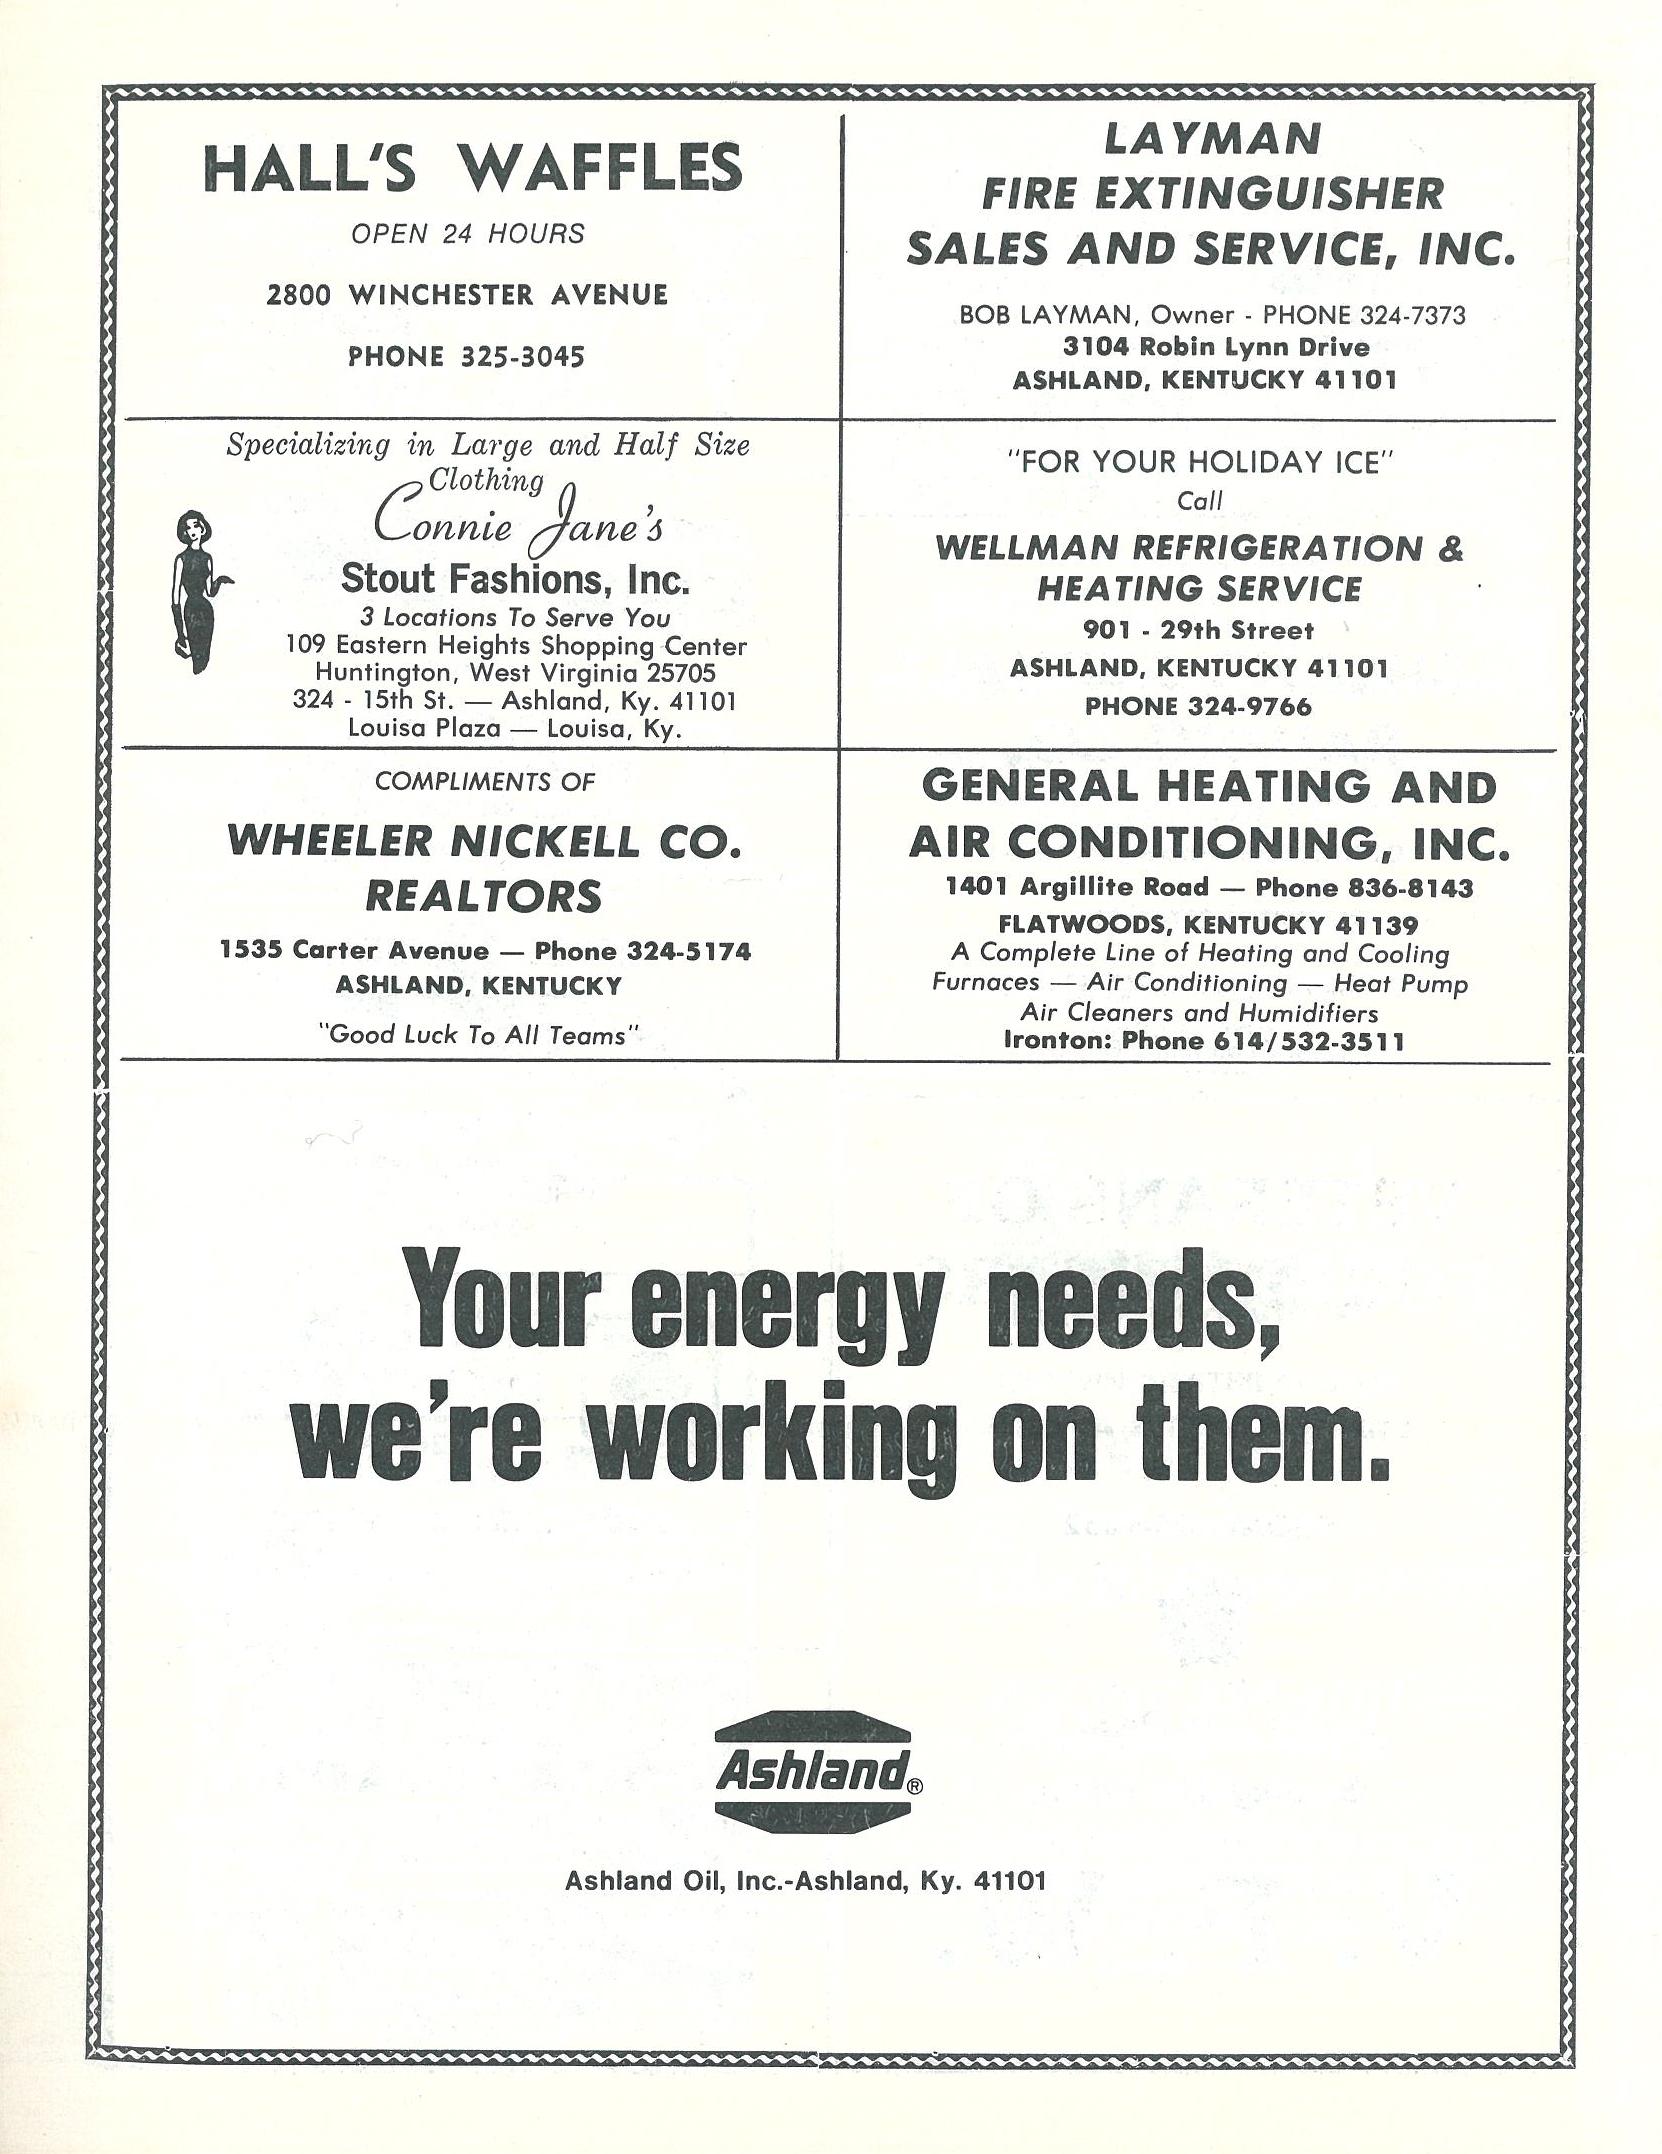 HALL'S WAFFLES
OPEN 24 HOURS
2800 WINCHESTER AVENUE
PHONE 325-3045
LAYMAN
FIRE EXTINGUISHER
SALES AND SERVICE, INC.
BOB LAYMAN, Owner - PHONE 324-7373
3104 Robin Lynn Drive
ASHLAND, KENTUCKY 41101
Specializing in Large and Half Size
Clothing
Connie Jane's
Stout Fashions, Inc.
3 Locations To Serve You
109 Eastern Heights Shopping Center
Huntington, West Virginia 25705
324 - 15th St. — Ashland, Ky. 41101
Louisa Plaza — Louisa, Ky.
"FOR YOUR HOLIDAY ICE"
Call
WELLMAN REFRIGERATION &
HEATING SERVICE
901 - 29th Street
ASHLAND, KENTUCKY 41101
PHONE 324-9766
COMPLIMENTS OF
WHEELER NICKELL CO.
REALTORS
1535 Carter Avenue — Phone 324-5174
ASHLAND, KENTUCKY
"Good Luck To All Teams"
GENERAL HEATING AND
AIR CONDITIONING, INC.
1401 Argillite Road — Phone 836-8143
FLATWOODS, KENTUCKY 41139
A Complete Line of Heating and Cooling
Furnaces — Air Conditioning — Heat Pump
Air Cleaners and Humidifiers
Ironton: Phone 614/532-3511
Your energy needs,
we're working on them.
Ashland®
Ashland Oil, Inc.-Ashland, Ky. 41101